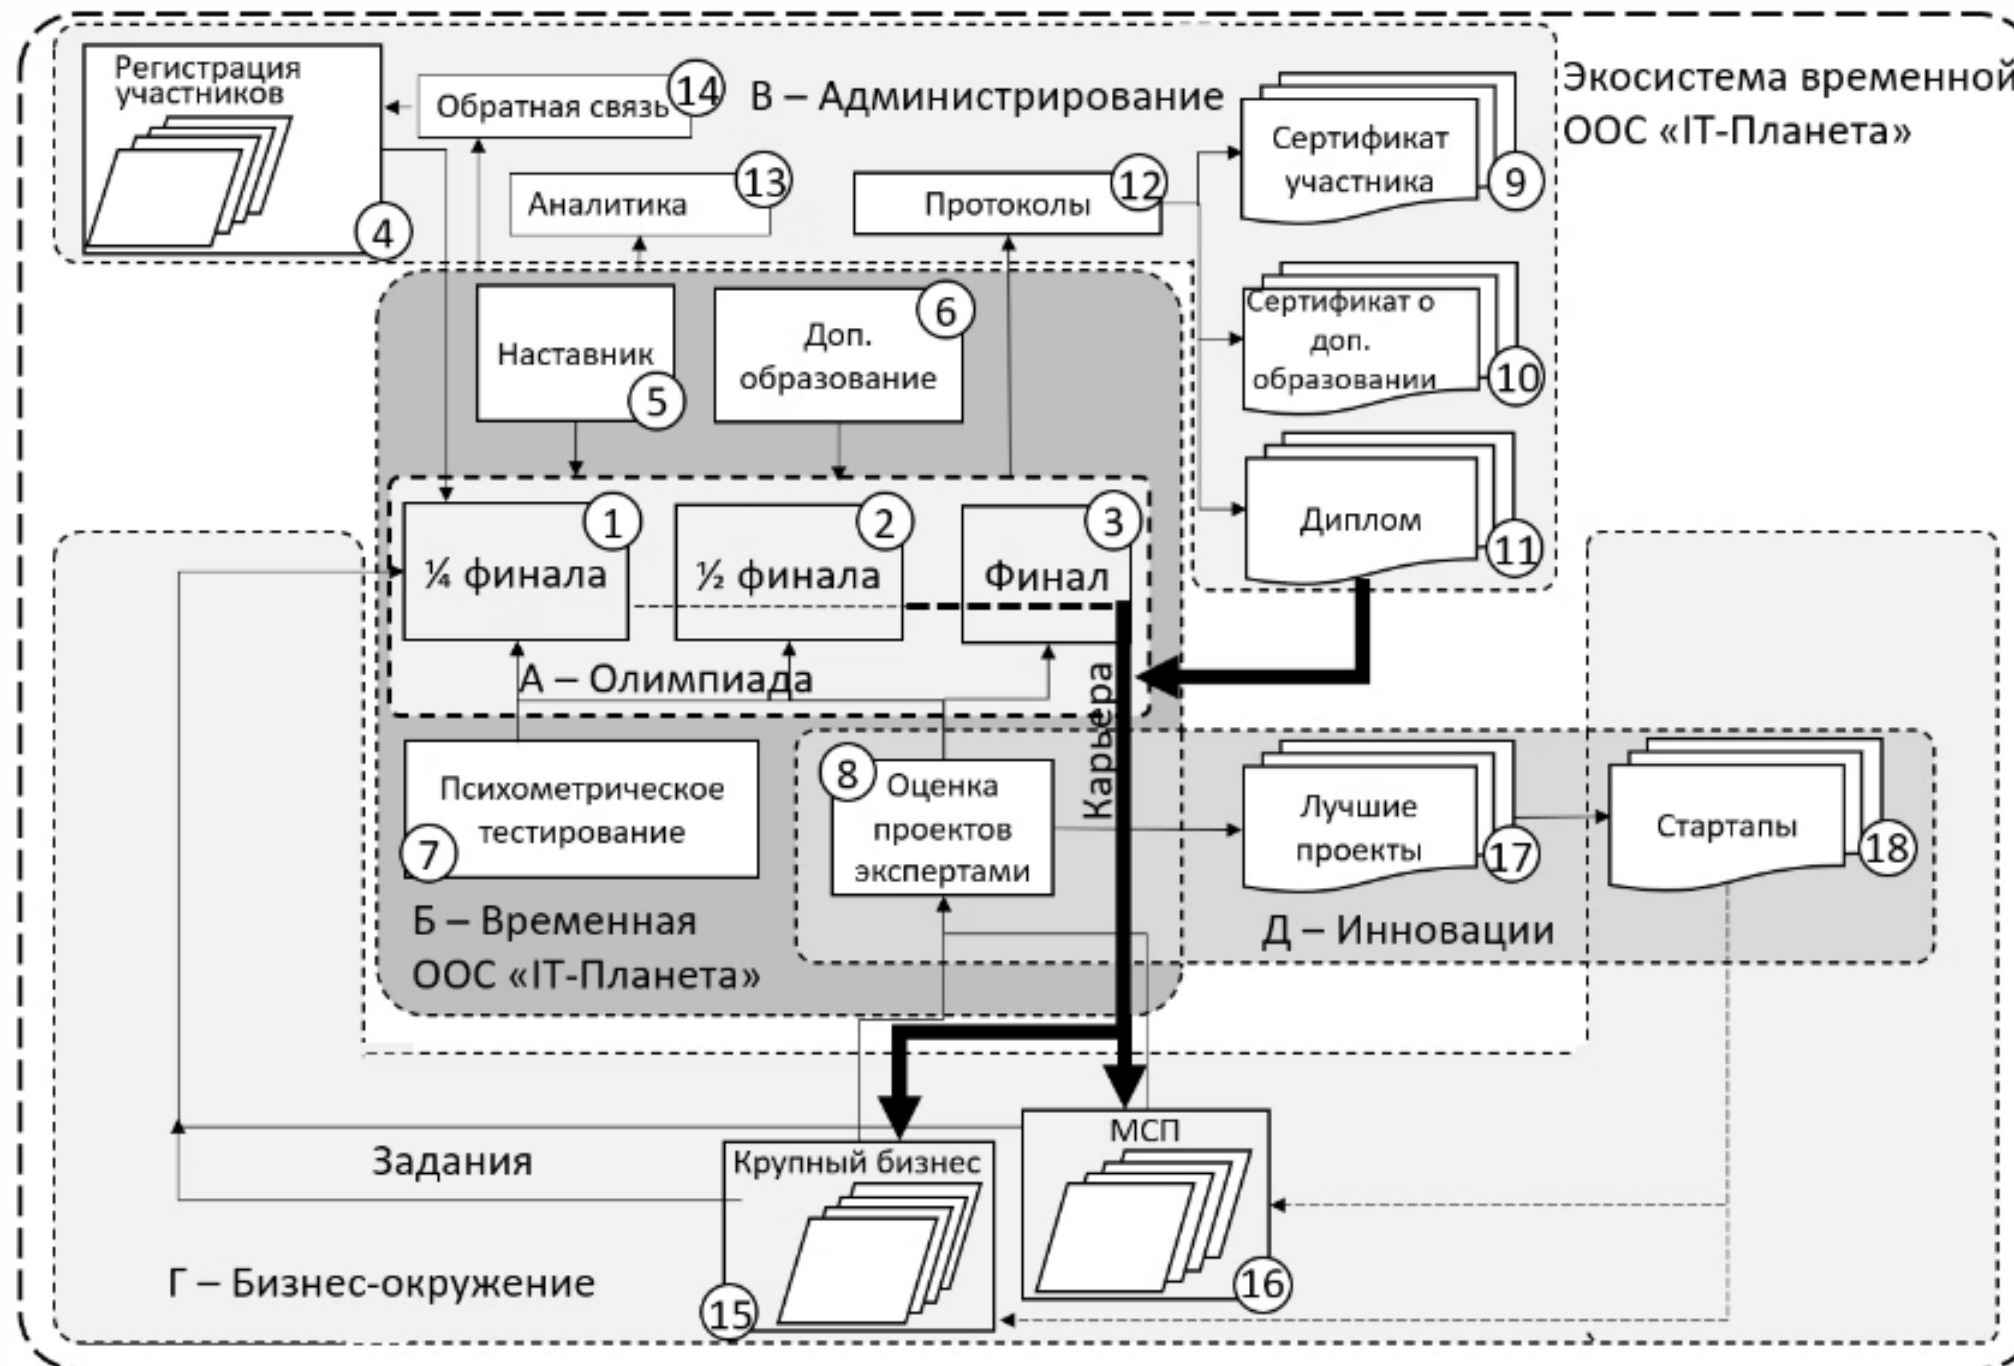 Регистрация
участников
4
Обратная связь
14
В – Администрирование
Аналитика
13
Протоколы
12
Сертификат
участника
9
Экосистема временной
ООС «IT-Планета»
Сертификат о
доп.
образовании
10
Диплом
11
Наставник
5
Доп.
образование
6
¼ финала
1
½ финала
2
Финал
3
А – Олимпиада
Карьера
Психометрическое
тестирование
7
8
Оценка
проектов
экспертами
Лучшие
проекты
17
Стартапы
18
Б – Временная
ООС «IT-Планета»
Д – Инновации
Задания
Крупный бизнес
15
МСП
16
Г – Бизнес-окружение